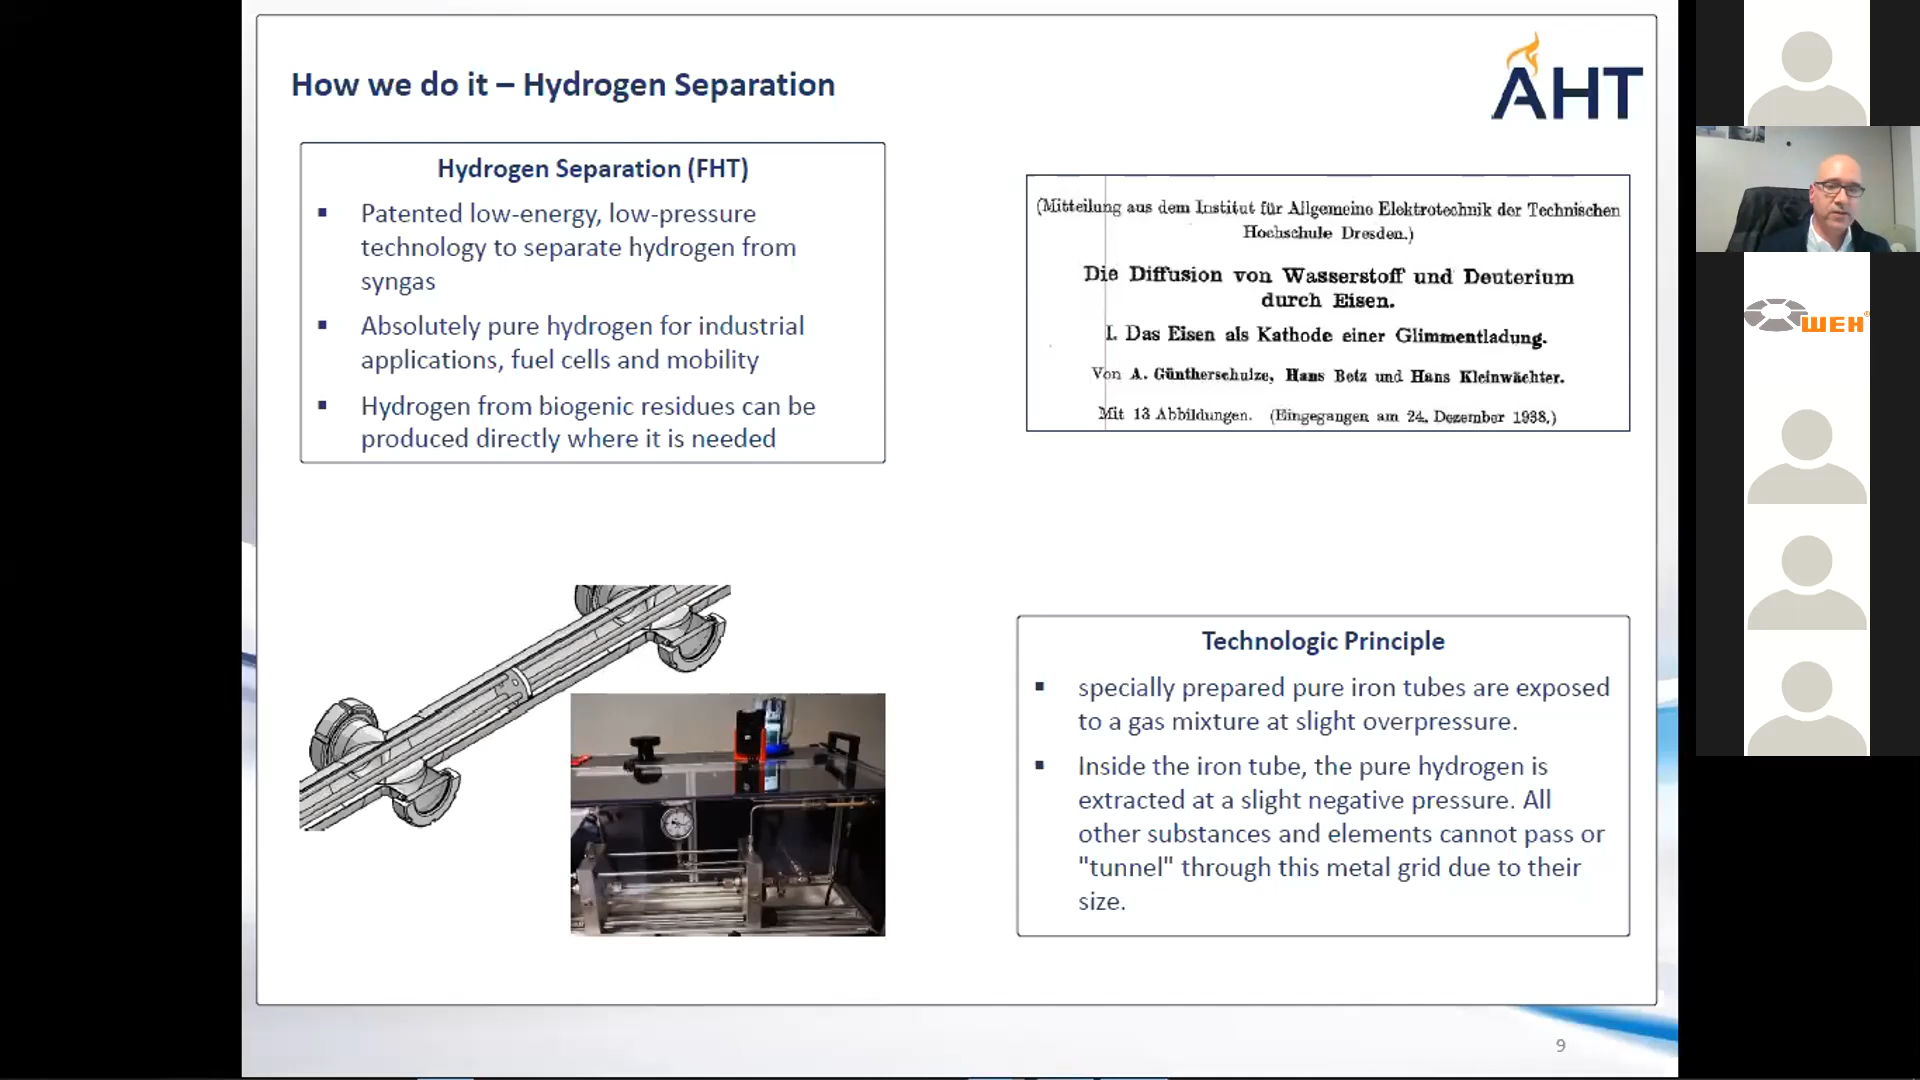 How we do it – Hydrogen Separation
AHT
Hydrogen Separation (FHT)
▪ Patented low-energy, low-pressure
technology to separate hydrogen from
syngas
▪ Absolutely pure hydrogen for industrial
applications, fuel cells and mobility
▪ Hydrogen from biogenic residues can be
produced directly where it is needed
(Mitteilung aus dem Institut für Allgemeine Elektrotechnik der Technischen
Hochschule Dresden.)
Die Diffusion von Wasserstoff und Deuterium
durch Eisen.
I. Das Eisen als Kathode einer Glimmentladung.
Von A. Güntherschulze, Hans Betz und Hans Kleinwächter.
Mit 13 Abbildungen. (Eingegangen am 24. Dezember 1938.)
Technologic Principle
▪ specially prepared pure iron tubes are exposed
to a gas mixture at slight overpressure.
▪ Inside the iron tube, the pure hydrogen is
extracted at a slight negative pressure. All
other substances and elements cannot pass or
"tunnel" through this metal grid due to their
size.
9
WEH®